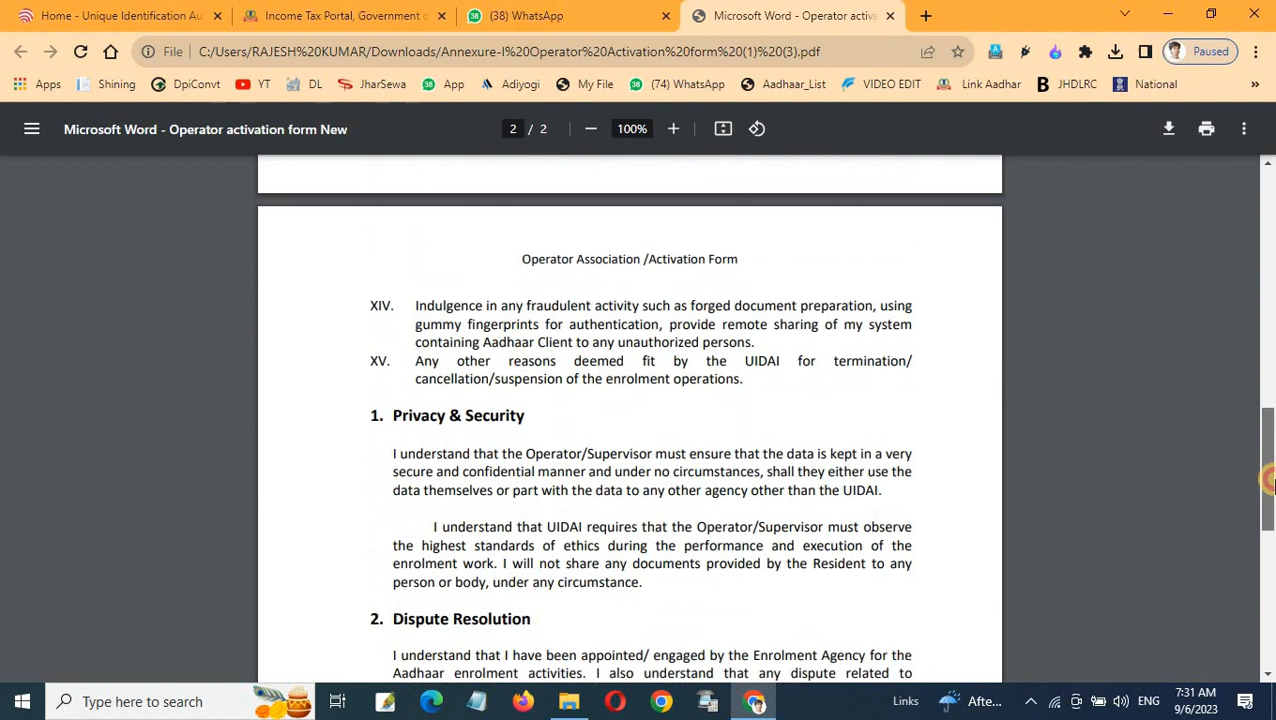 Home - Unique Identification Au
Income Tax Portal, Government o
(38) WhatsApp
Microsoft Word - Operator activa
File
C:/Users/RAJESH%20KUMAR/Downloads/Annexure-I%20Operator%20Activation%20form%20(1)%20(3).pdf
Paused
Apps
Shining
DpiConvt
YT
DL
JharSewa
App
Adiyogi
My File
(74) WhatsApp
Aadhaar_List
VIDEO EDIT
Link Aadhar
JHDLRC
National
»
Microsoft Word - Operator activation form New
2 / 2
100%
Operator Association /Activation Form
XIV. Indulgence in any fraudulent activity such as forged document preparation, using
gummy fingerprints for authentication, provide remote sharing of my system
containing Aadhaar Client to any unauthorized persons.
XV. Any other reasons deemed fit by the UIDAI for termination/
cancellation/suspension of the enrolment operations.
1. Privacy & Security
I understand that the Operator/Supervisor must ensure that the data is kept in a very
secure and confidential manner and under no circumstances, shall they either use the
data themselves or part with the data to any other agency other than the UIDAI.
I understand that UIDAI requires that the Operator/Supervisor must observe
the highest standards of ethics during the performance and execution of the
enrolment work. I will not share any documents provided by the Resident to any
person or body, under any circumstance.
2. Dispute Resolution
I understand that I have been appointed/ engaged by the Enrolment Agency for the
Aadhaar enrolment activities. I also understand that any dispute related to
Type here to search
Links
Afte...
ENG
7:31 AM
9/6/2023